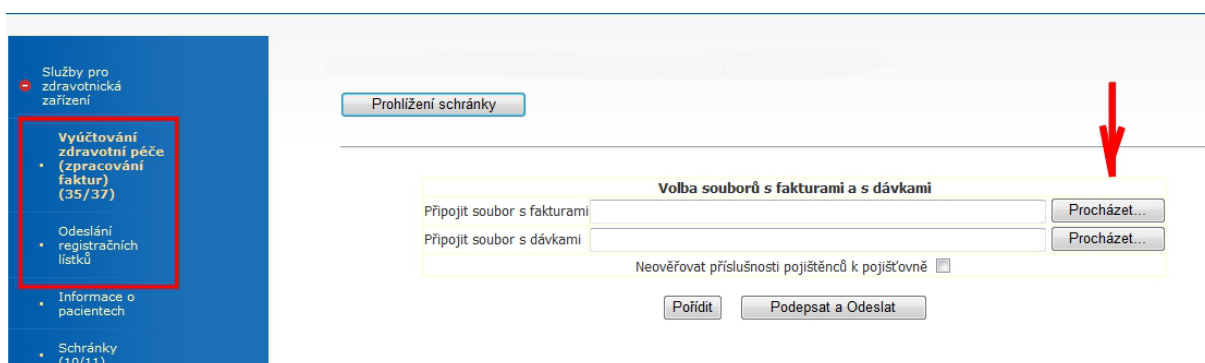 Služby pro
zdravotnická
zařízení
Vyúčtování
zdravotní péče
(zpracování
faktur)
(35/37)
Odeslání
registračních
lístků
Informace o
pacientech
Schránky
(10/11)
Prohlížení schránky
Volba souborů s fakturami a s dávkami
Připojit soubor s fakturami
Procházet...
Připojit soubor s dávkami
Procházet...
Neověřovat příslušnosti pojištěnců k pojišťovně
Pořídit
Podepsat a Odeslat